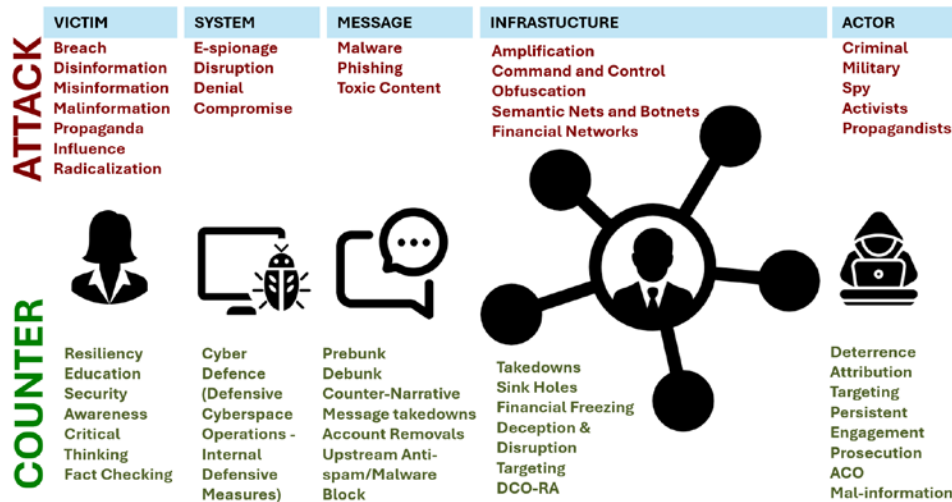 VICTIM
SYSTEM
MESSAGE
INFRASTUCTURE
ACTOR
ATTACK
Breach
Disinformation
Misinformation
Malinformation
Propaganda
Influence
Radicalization
E-spionage
Disruption
Denial
Compromise
Malware
Phishing
Toxic Content
Amplification
Command and Control
Obfuscation
Semantic Nets and Botnets
Financial Networks
Criminal
Military
Spy
Activists
Propagandists
COUNTER
Resiliency
Education
Security
Awareness
Critical
Thinking
Fact Checking
Cyber
Defence
(Defensive
Cyberspace
Operations -
Internal
Defensive
Measures)
Prebunk
Debunk
Counter-Narrative
Message takedowns
Account Removals
Upstream Anti-
spam/Malware
Block
Takedowns
Sink Holes
Financial Freezing
Deception &
Disruption
Targeting
DCO-RA
Deterrence
Attribution
Targeting
Persistent
Engagement
Prosecution
ACO
Mal-information